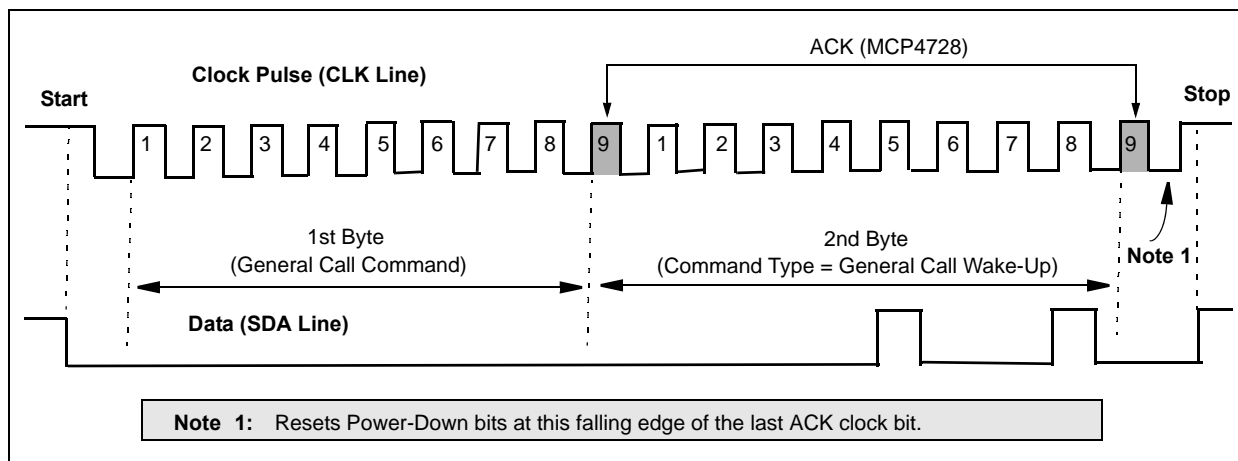 ACK (MCP4728)
Clock Pulse (CLK Line)
Start
Stop
1 2 3 4 5 6 7 8 9 1 2 3 4 5 6 7 8 9
1st Byte
(General Call Command)
2nd Byte
(Command Type = General Call Wake-Up)
Note 1
Data (SDA Line)
Note 1: Resets Power-Down bits at this falling edge of the last ACK clock bit.